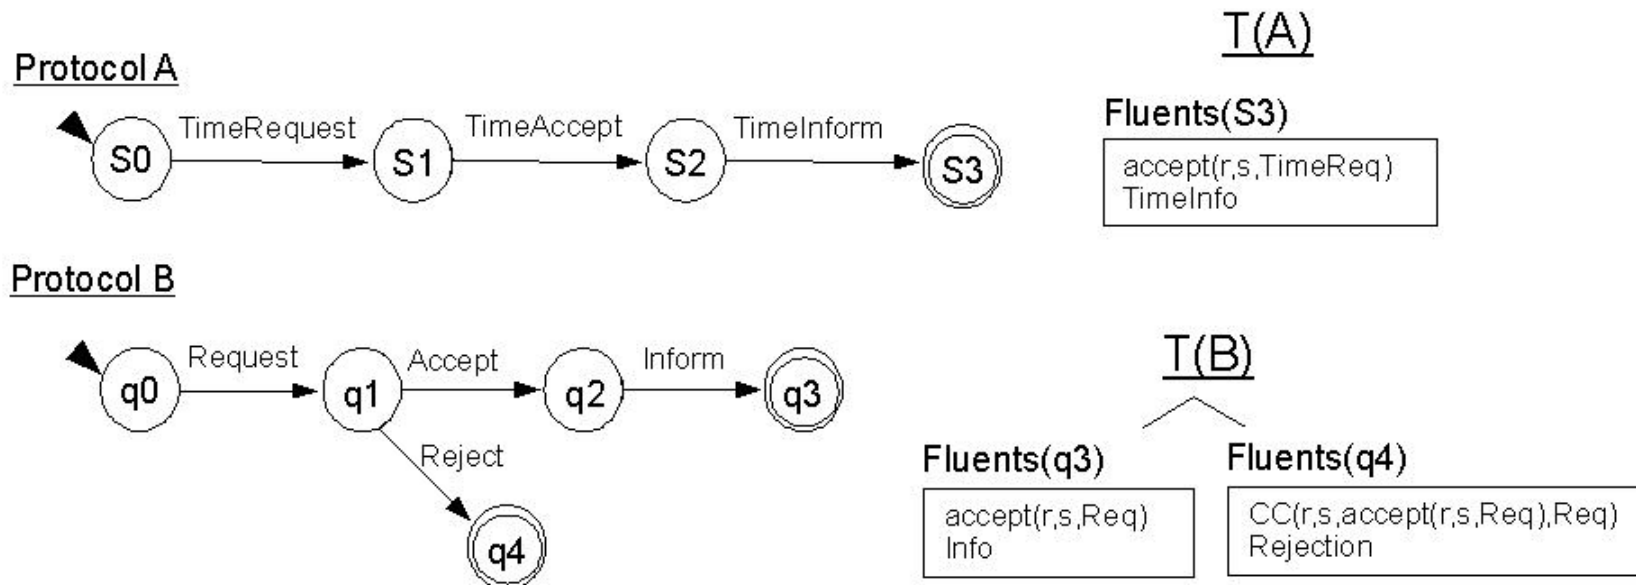 T(A)
Protocol A
TimeRequest TimeAccept TimeInform
S0 S1 S2 S3
Fluents(S3)
accept(r,s,TimeReq)
TimeInfo
Protocol B
Request Accept Inform
q0 q1 q2 q3
Reject
q4
T(B)
Fluents(q3) Fluents(q4)
accept(r,s,Req) CC(r,s,accept(r,s,Req),Req)
Info Rejection